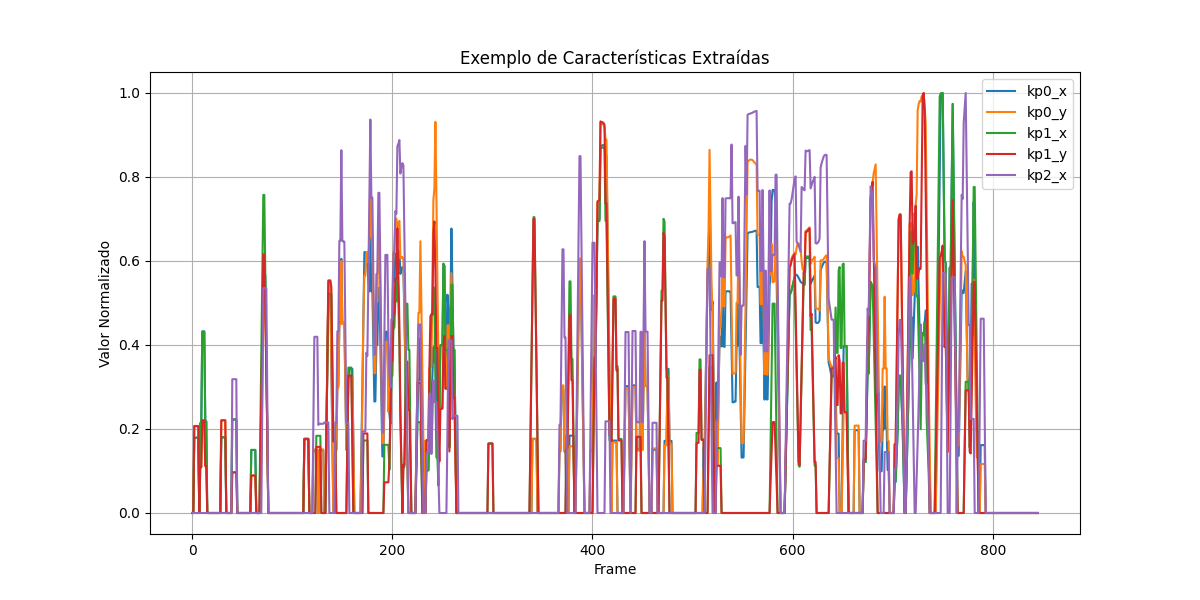 Exemplo de Características Extraídas
1.0
0.8
0.6
0.4
0.2
0.0
Valor Normalizado
0 200 400 600 800
Frame
kp0_x
kp0_y
kp1_x
kp1_y
kp2_x